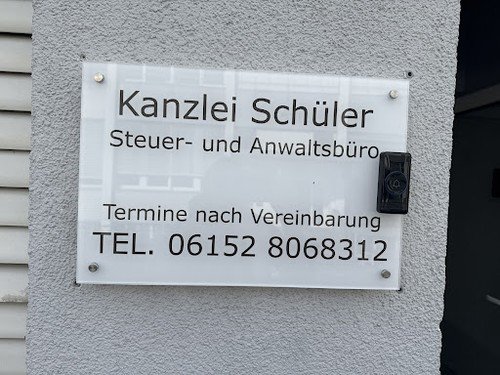 Kanzlei Schüler
Steuer- und Anwaltsbüro
Termine nach Vereinbarung
TEL. 06152 8068312